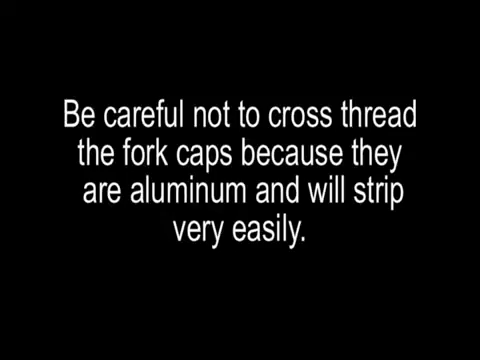 Be careful not to cross thread
the fork caps because they
are aluminum and will strip
very easily.